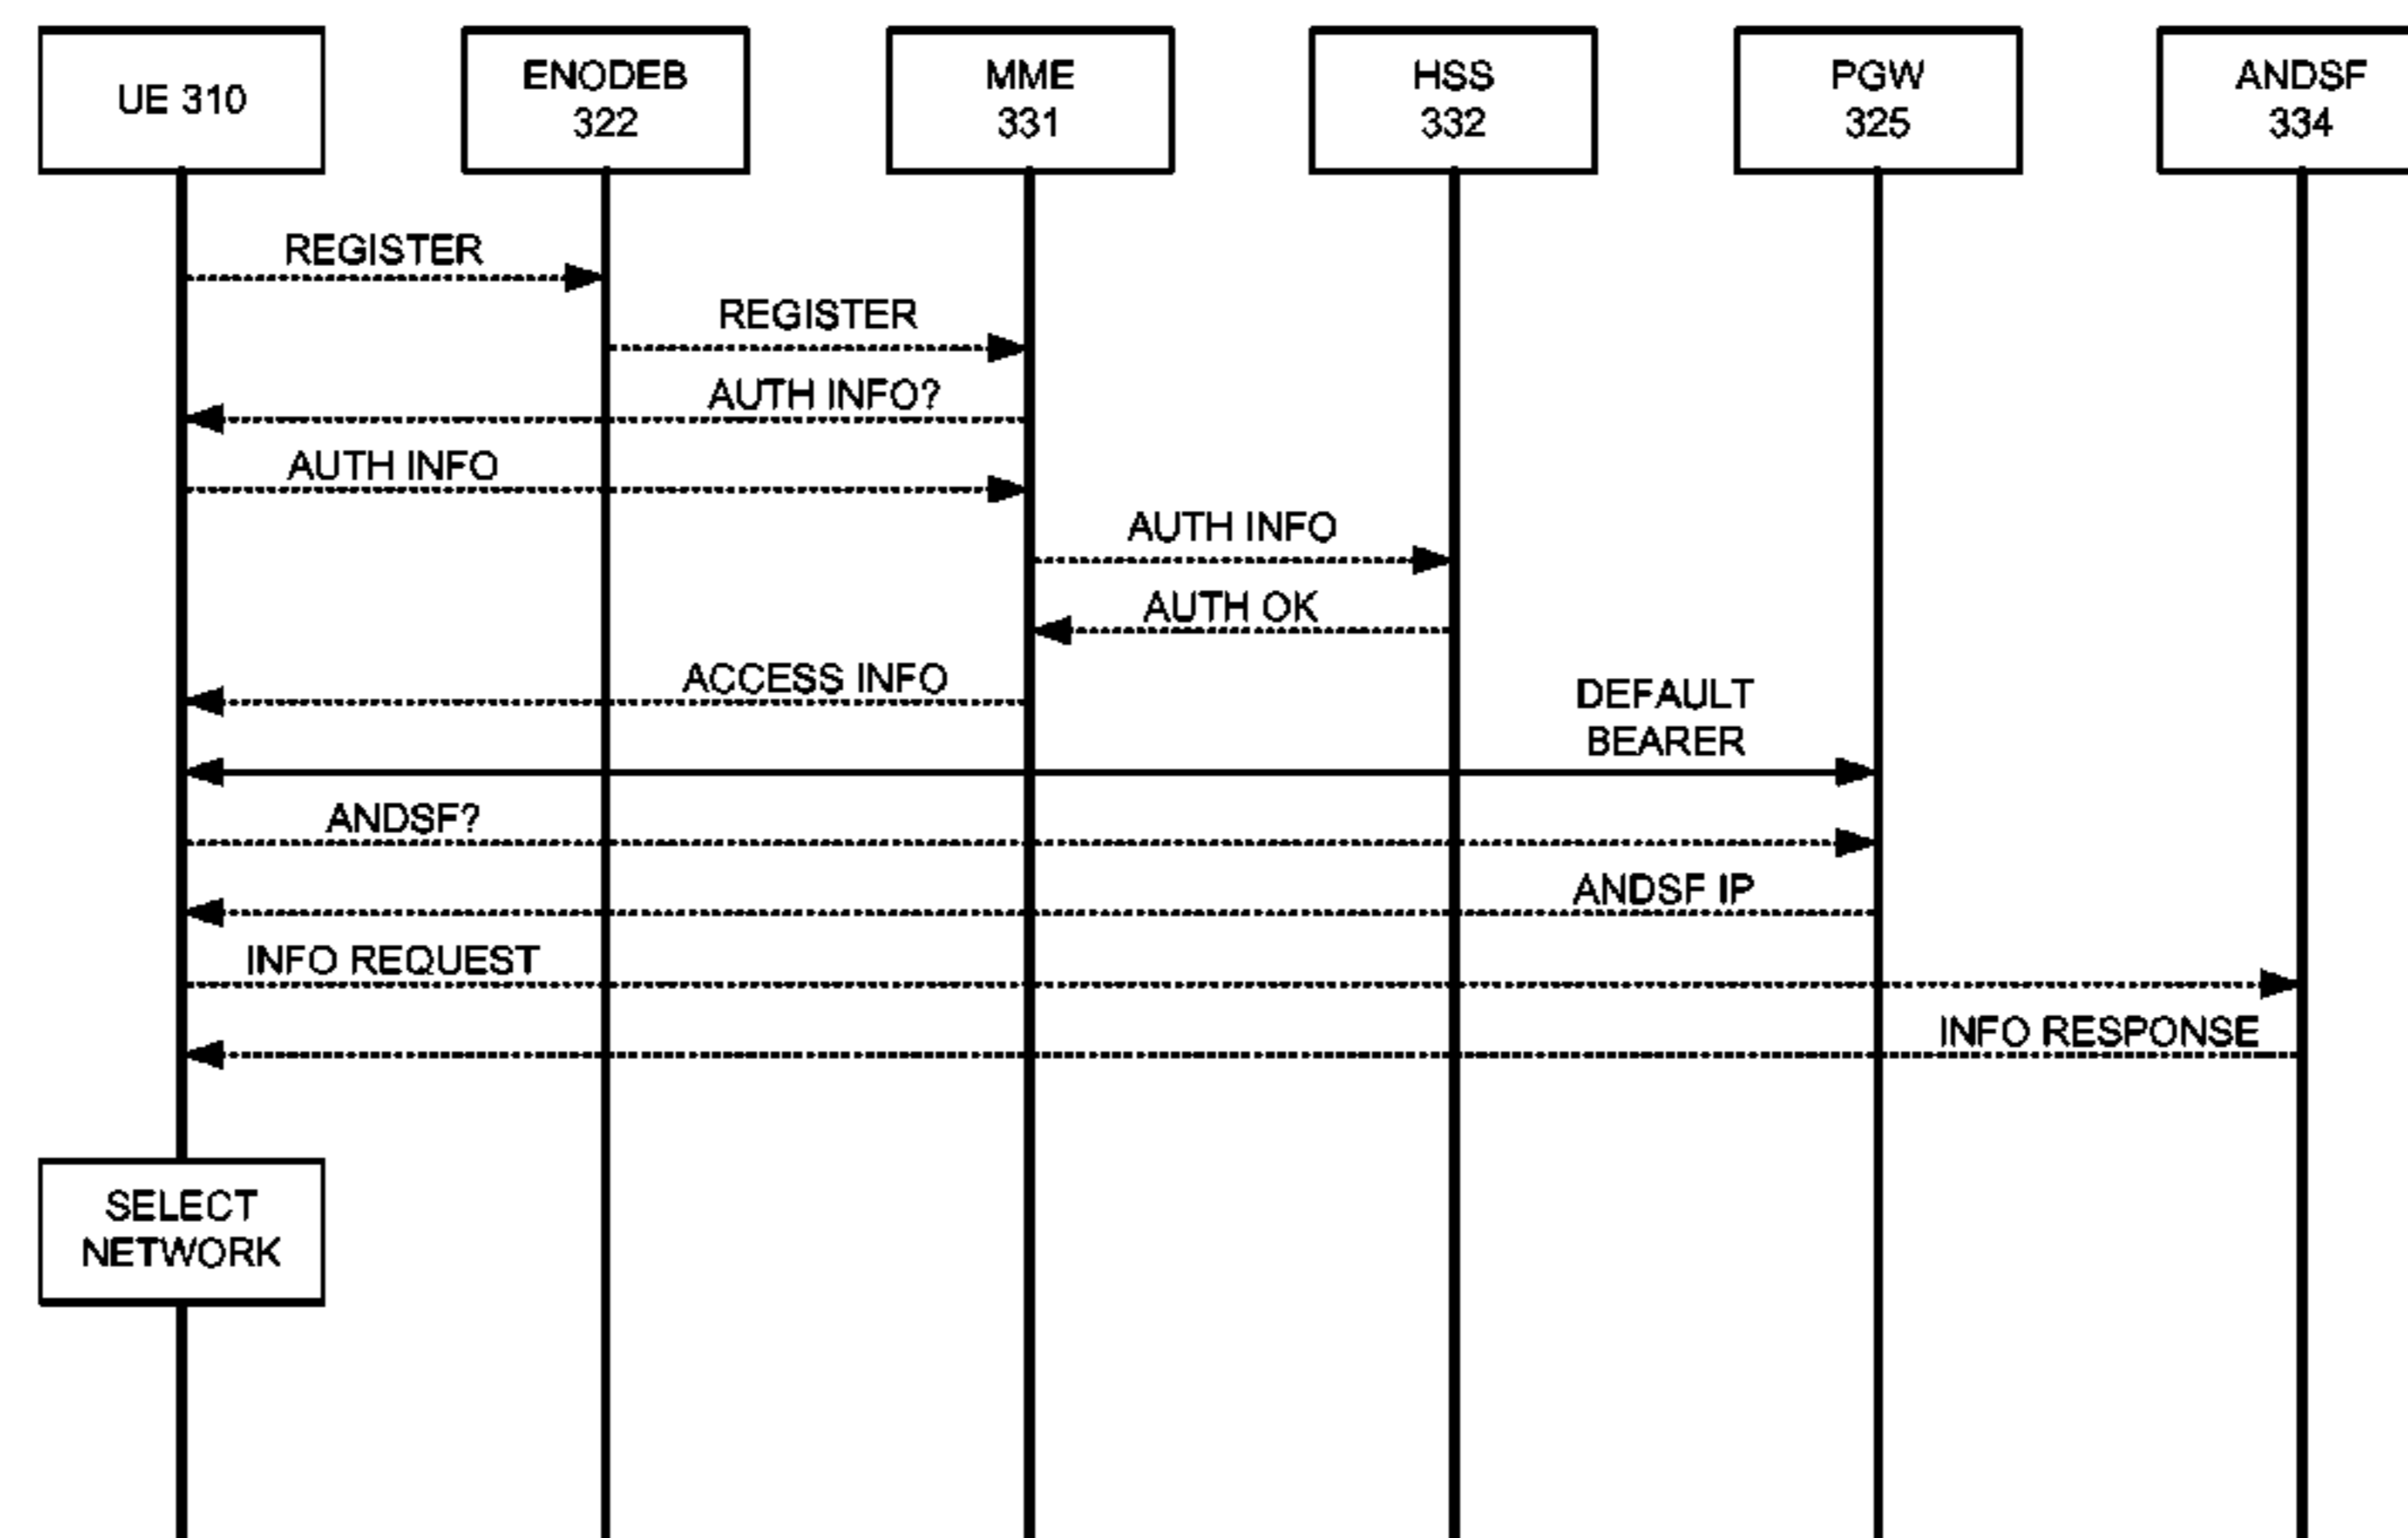 UE 310
ENODEB
322
MME
331
HSS
332
PGW
325
ANDSF
334
REGISTER
REGISTER
AUTH INFO?
AUTH INFO
AUTH INFO
AUTH OK
ACCESS INFO
DEFAULT
BEARER
ANDSF?
ANDSF IP
INFO REQUEST
INFO RESPONSE
SELECT
NETWORK